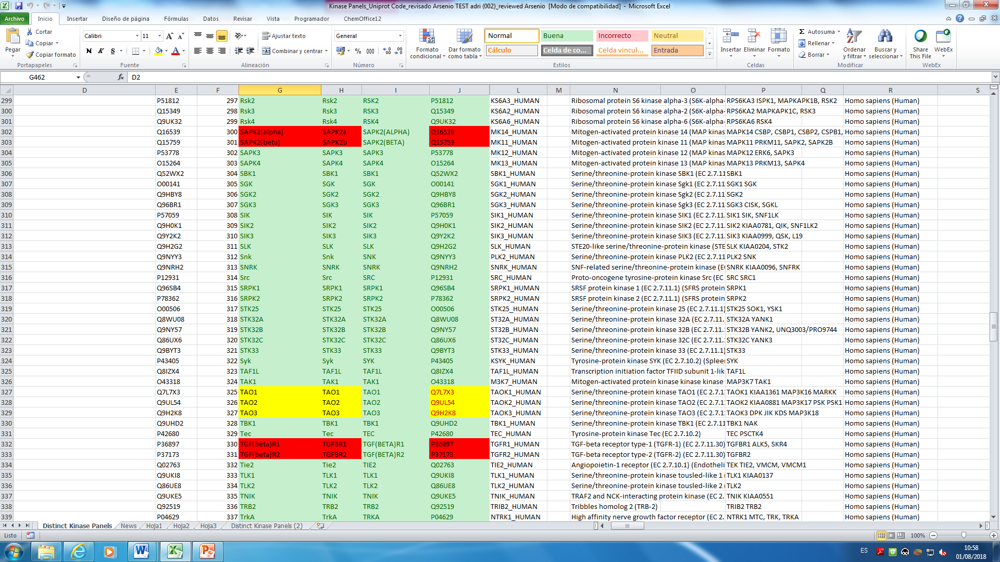 Kinase Panels_Uniprot Code_revisado Arsenio TEST adri (002)_reviewed Arsenio [Modo de compatibilidad] - Microsoft Excel
Archivo Inicio Insertar Diseño de página Fórmulas Datos Revisar Vista Programador ChemOffice12
Cortar Calibri 11 Ajustar texto General Normal Buena Incorrecto Neutral Autosuma
Copiar Rellenar
Pegar Copiar formato N K S Combinar y centrar % 000 Formato condicional Dar formato como tabla Cálculo Celda de co... Celda vincul... Entrada Insertar Eliminar Formato Borrar Ordenar y filtrar Buscar y seleccionar Share This File WebEx
Portapapeles Fuente Alineación Número Estilos Celdas Modificar WebEx
G462 fx D2
D E F G H I J L M N O P Q R S
299 P51812 297 Rsk2 Rsk2 RSK2 P51812 KS6A3_HUMAN Ribosomal protein S6 kinase alpha-3 (S6K-alpha- RPS6KA3 ISPK1, MAPKAPK1B, RSK2 Homo sapiens (Human)
300 Q15349 298 Rsk3 Rsk3 RSK3 Q15349 KS6A2_HUMAN Ribosomal protein S6 kinase alpha-2 (S6K-alpha- RPS6KA2 MAPKAPK1C, RSK3 Homo sapiens (Human)
301 Q9UK32 299 Rsk4 Rsk4 RSK4 Q9UK32 KS6A6_HUMAN Ribosomal protein S6 kinase alpha-6 (S6K-alpha- RPS6KA6 RSK4 Homo sapiens (Human)
302 Q16539 300 SAPK2(alpha) SAPK2a SAPK2(ALPHA) Q16539 MK14_HUMAN Mitogen-activated protein kinase 14 (MAP kinas MAPK14 CSBP, CSBP1, CSBP2, CSPB1, Homo sapiens (Human)
303 Q15759 301 SAPK2(beta) SAPK2b SAPK2(BETA) Q15759 MK11_HUMAN Mitogen-activated protein kinase 11 (MAP kinas MAPK11 PRKM11, SAPK2, SAPK2B Homo sapiens (Human)
304 P53778 302 SAPK3 SAPK3 SAPK3 P53778 MK12_HUMAN Mitogen-activated protein kinase 12 (MAP kinas MAPK12 ERK6, SAPK3 Homo sapiens (Human)
305 O15264 303 SAPK4 SAPK4 SAPK4 O15264 MK13_HUMAN Mitogen-activated protein kinase 13 (MAP kinas MAPK13 PRKM13, SAPK4 Homo sapiens (Human)
306 Q52WX2 304 SBK1 SBK1 SBK1 Q52WX2 SBK1_HUMAN Serine/threonine-protein kinase SBK1 (EC 2.7.11 SBK1 Homo sapiens (Human)
307 O00141 305 SGK SGK SGK O00141 SGK1_HUMAN Serine/threonine-protein kinase Sgk1 (EC 2.7.11 SGK1 SGK Homo sapiens (Human)
308 Q9HBY8 306 SGK2 SGK2 SGK2 Q9HBY8 SGK2_HUMAN Serine/threonine-protein kinase Sgk2 (EC 2.7.11 SGK2 Homo sapiens (Human)
309 Q96BR1 307 SGK3 SGK3 SGK3 Q96BR1 SGK3_HUMAN Serine/threonine-protein kinase Sgk3 (EC 2.7.11 SGK3 CISK, SGKL Homo sapiens (Human)
310 P57059 308 SIK SIK SIK P57059 SIK1_HUMAN Serine/threonine-protein kinase SIK1 (EC 2.7.11. SIK1 SIK, SNF1LK Homo sapiens (Human)
311 Q9H0K1 309 SIK2 SIK2 SIK2 Q9H0K1 SIK2_HUMAN Serine/threonine-protein kinase SIK2 (EC 2.7.11. SIK2 KIAA0781, QIK, SNF1LK2 Homo sapiens (Human)
312 Q9Y2K2 310 SIK3 SIK3 SIK3 Q9Y2K2 SIK3_HUMAN Serine/threonine-protein kinase SIK3 (EC 2.7.11. SIK3 KIAA0999, QSK, L19 Homo sapiens (Human)
313 Q9H2G2 311 SLK SLK SLK Q9H2G2 SLK_HUMAN STE20-like serine/threonine-protein kinase (STE SLK KIAA0204, STK2 Homo sapiens (Human)
314 Q9NYY3 312 Snk Snk SNK Q9NYY3 PLK2_HUMAN Serine/threonine-protein kinase PLK2 (EC 2.7.11 PLK2 SNK Homo sapiens (Human)
315 Q9NRH2 313 SNRK SNRK SNRK Q9NRH2 SNRK_HUMAN SNF-related serine/threonine-protein kinase (E SNRK KIAA0096, SNFRK Homo sapiens (Human)
316 P12931 314 Src Src SRC P12931 SRC_HUMAN Proto-oncogene tyrosine-protein kinase Src (EC SRC SRC1 Homo sapiens (Human)
317 Q96SB4 315 SRPK1 SRPK1 SRPK1 Q96SB4 SRPK1_HUMAN SRSF protein kinase 1 (EC 2.7.11.1) (SFRS protein SRPK1 Homo sapiens (Human)
318 P78362 316 SRPK2 SRPK2 SRPK2 P78362 SRPK2_HUMAN SRSF protein kinase 2 (EC 2.7.11.1) (SFRS protein SRPK2 Homo sapiens (Human)
319 O00506 317 STK25 STK25 STK25 O00506 STK25_HUMAN Serine/threonine-protein kinase 25 (EC 2.7.11.1) STK25 SOK1, YSK1 Homo sapiens (Human)
320 Q8WU08 318 STK32A STK32A STK32A Q8WU08 ST32A_HUMAN Serine/threonine-protein kinase 32A (EC 2.7.11. STK32A YANK1 Homo sapiens (Human)
321 Q9NY57 319 STK32B STK32B STK32B Q9NY57 ST32B_HUMAN Serine/threonine-protein kinase 32B (EC 2.7.11. STK32B YANK2, UNQ3003/PRO9744 Homo sapiens (Human)
322 Q86UX6 320 STK32C STK32C STK32C Q86UX6 ST32C_HUMAN Serine/threonine-protein kinase 32C (EC 2.7.11. STK32C YANK3 Homo sapiens (Human)
323 Q9BYT3 321 STK33 STK33 STK33 Q9BYT3 STK33_HUMAN Serine/threonine-protein kinase 33 (EC 2.7.11.1) STK33 Homo sapiens (Human)
324 P43405 322 Syk Syk SYK P43405 KSYK_HUMAN Tyrosine-protein kinase SYK (EC 2.7.10.2) (Splee SYK Homo sapiens (Human)
325 Q8IZX4 323 TAF1L TAF1L TAF1L Q8IZX4 TAF1L_HUMAN Transcription initiation factor TFIID subunit 1-lik TAF1L Homo sapiens (Human)
326 O43318 324 TAK1 TAK1 TAK1 O43318 M3K7_HUMAN Mitogen-activated protein kinase kinase kinase MAP3K7 TAK1 Homo sapiens (Human)
327 Q7L7X3 325 TAO1 TAO1 TAO1 Q7L7X3 TAOK1_HUMAN Serine/threonine-protein kinase TAO1 (EC 2.7.1 TAOK1 KIAA1361 MAP3K16 MARKK Homo sapiens (Human)
328 Q9UL54 326 TAO2 TAO2 TAO2 Q9UL54 TAOK2_HUMAN Serine/threonine-protein kinase TAO2 (EC 2.7.1 TAOK2 KIAA0881 MAP3K17 PSK PSK1 Homo sapiens (Human)
329 Q9H2K8 327 TAO3 TAO3 TAO3 Q9H2K8 TAOK3_HUMAN Serine/threonine-protein kinase TAO3 (EC 2.7.1 TAOK3 DPK JIK KDS MAP3K18 Homo sapiens (Human)
330 Q9UHD2 328 TBK1 TBK1 TBK1 Q9UHD2 TBK1_HUMAN Serine/threonine-protein kinase TBK1 (EC 2.7.11 TBK1 NAK Homo sapiens (Human)
331 P42680 329 Tec Tec TEC P42680 TEC_HUMAN Tyrosine-protein kinase Tec (EC 2.7.10.2) TEC PSCTK4 Homo sapiens (Human)
332 P36897 330 TGF(beta)R1 TGFBR1 TGF(BETA)R1 P36897 TGFR1_HUMAN TGF-beta receptor type-1 (TGFR-1) (EC 2.7.11.30) TGFBR1 ALK5, SKR4 Homo sapiens (Human)
333 P37173 331 TGF(beta)R2 TGFBR2 TGF(BETA)R2 P37173 TGFR2_HUMAN TGF-beta receptor type-2 (TGFR-2) (EC 2.7.11.30) TGFBR2 Homo sapiens (Human)
334 Q02763 332 Tie2 Tie2 TIE2 Q02763 TIE2_HUMAN Angiopoietin-1 receptor (EC 2.7.10.1) (Endotheli TEK TIE2, VMCM, VMCM1 Homo sapiens (Human)
335 Q9UKI8 333 TLK1 TLK1 TLK1 Q9UKI8 TLK1_HUMAN Serine/threonine-protein kinase tousled-like 1 ( TLK1 KIAA0137 Homo sapiens (Human)
336 Q86UE8 334 TLK2 TLK2 TLK2 Q86UE8 TLK2_HUMAN Serine/threonine-protein kinase tousled-like 2 ( TLK2 Homo sapiens (Human)
337 Q9UKE5 335 TNIK TNIK TNIK Q9UKE5 TNIK_HUMAN TRAF2 and NCK-interacting protein kinase (EC 2. TNIK KIAA0551 Homo sapiens (Human)
338 Q92519 336 TRB2 TRB2 TRB2 Q92519 TRIB2_HUMAN Tribbles homolog 2 (TRB-2) TRIB2 TRB2 Homo sapiens (Human)
339 P04629 337 TrkA TrkA TRKA P04629 NTRK1_HUMAN High affinity nerve growth factor receptor (EC 2. NTRK1 MTC, TRK, TRKA Homo sapiens (Human)
Distinct Kinase Panels News Hoja1 Hoja2 Hoja3 Distinct Kinase Panels (2)
Listo 100%
ES 10:58
01/08/2018